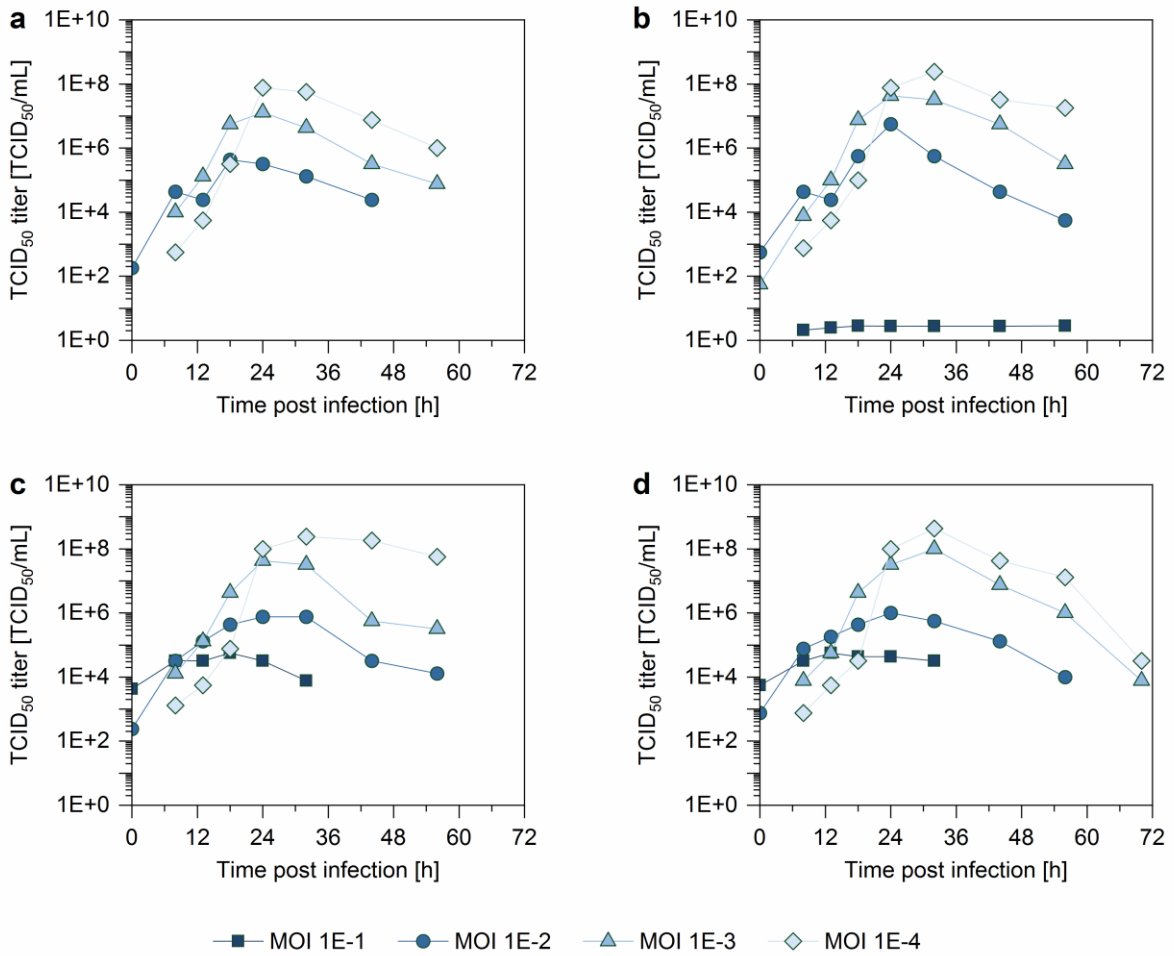 a
1E+10
1E+8
1E+6
1E+4
1E+2
1E+0
TCID50 titer [TCID50/mL]
0 12 24 36 48 60 72
Time post infection [h]
b
1E+10
1E+8
1E+6
1E+4
1E+2
1E+0
TCID50 titer [TCID50/mL]
0 12 24 36 48 60 72
Time post infection [h]
c
1E+10
1E+8
1E+6
1E+4
1E+2
1E+0
TCID50 titer [TCID50/mL]
0 12 24 36 48 60 72
Time post infection [h]
d
1E+10
1E+8
1E+6
1E+4
1E+2
1E+0
TCID50 titer [TCID50/mL]
0 12 24 36 48 60 72
Time post infection [h]
MOI 1E-1 MOI 1E-2 MOI 1E-3 MOI 1E-4